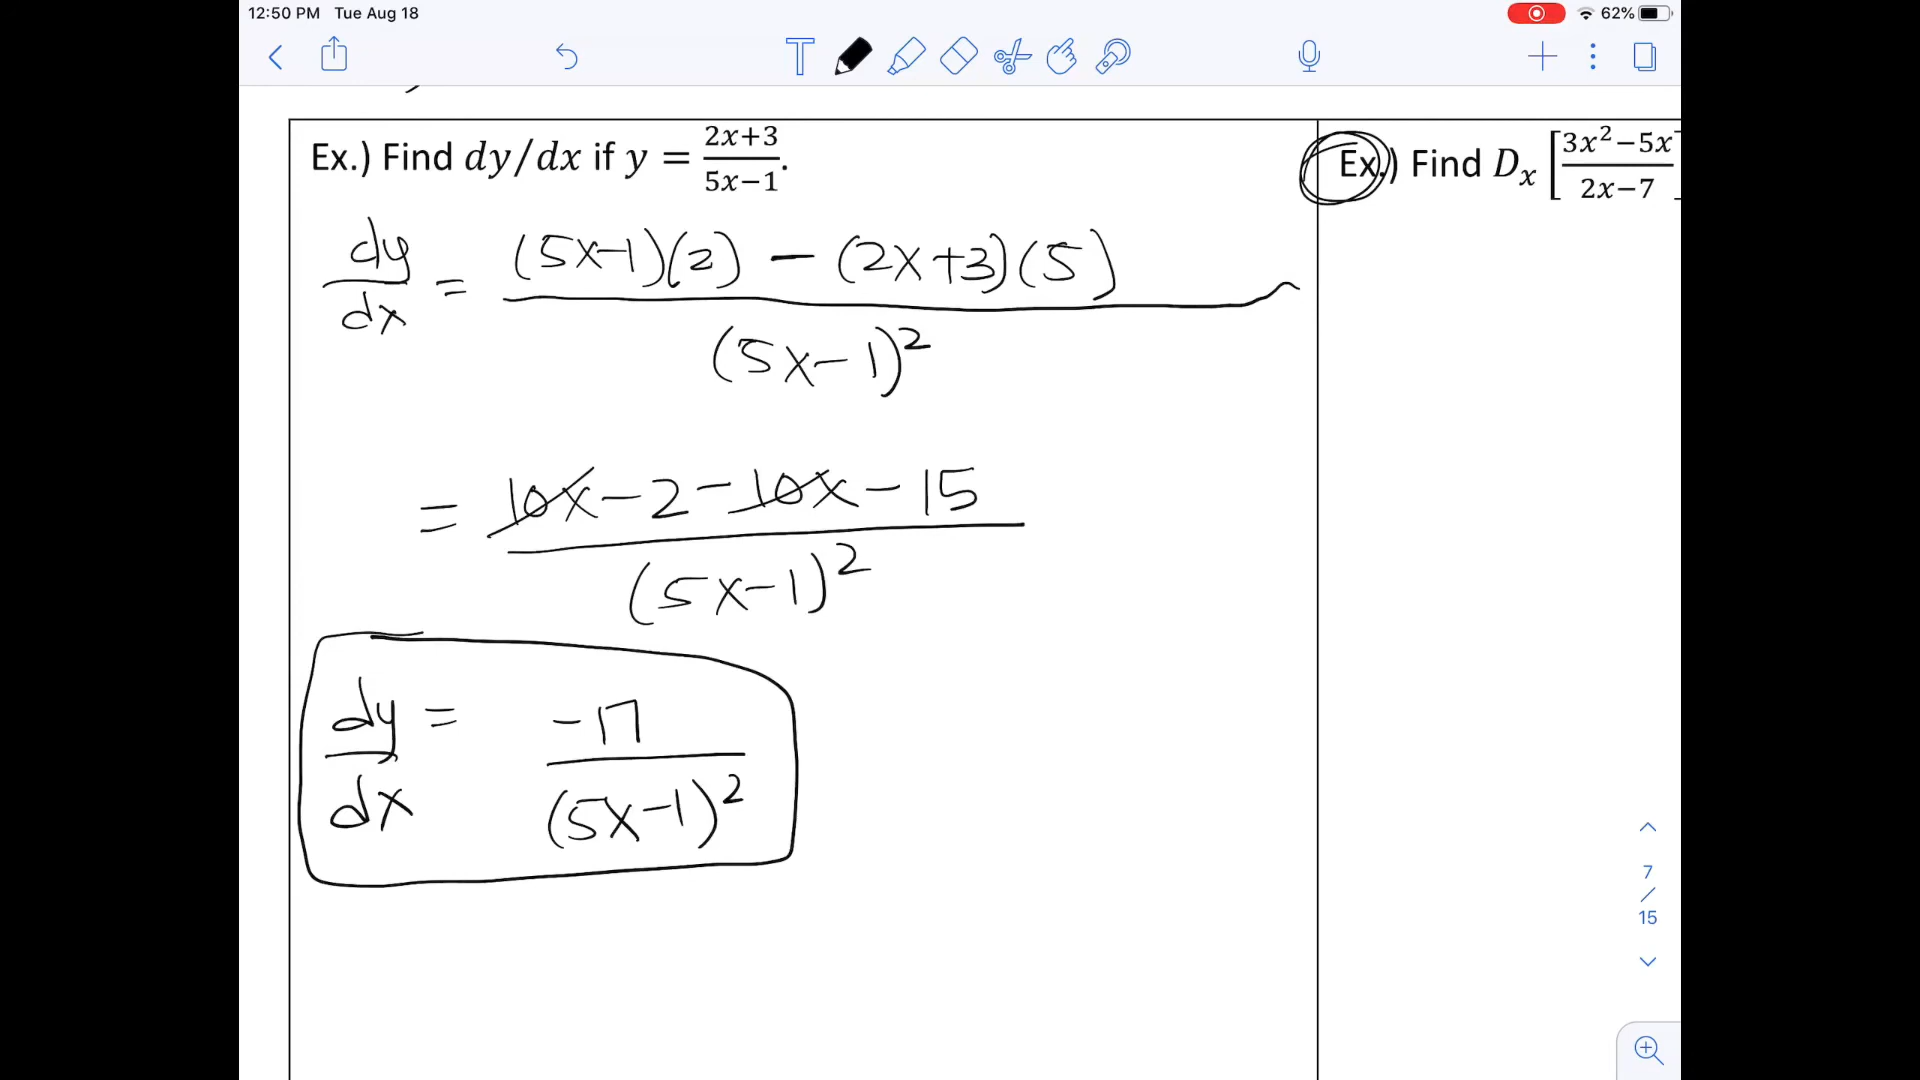 12:50 PM Tue Aug 18
62%
T
Ex.) Find dy/dx if y = (2x+3)/(5x−1).
dy/dx = ((5x−1)(2) − (2x+3)(5))/(5x−1)²
= (10x − 2 − 10x − 15)/(5x−1)²
dy/dx = −17/(5x−1)²
Ex.) Find Dₓ [(3x²−5x)/(2x−7)]
7
/
15